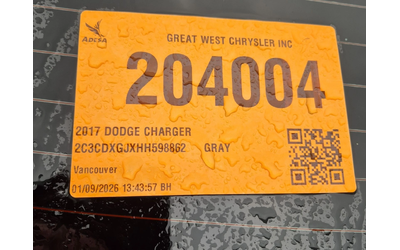 ADESA
GREAT WEST CHRYSLER INC
204004
2017 DODGE CHARGER
2C3CDXGJXHH598862 GRAY
Vancouver
01/09/2026 13:43:57 BH